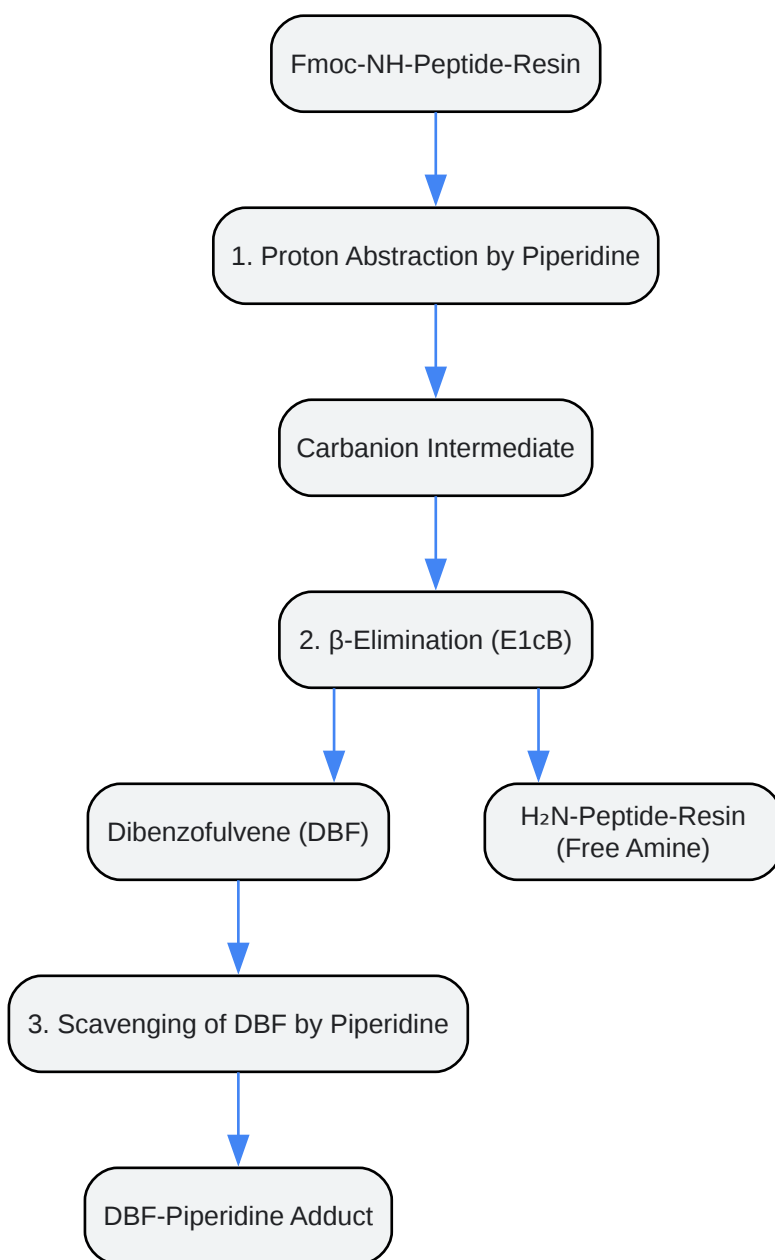 Fmoc-NH-Peptide-Resin
1. Proton Abstraction by Piperidine
Carbanion Intermediate
2. β-Elimination (E1cB)
Dibenzofulvene (DBF)
H₂N-Peptide-Resin
(Free Amine)
3. Scavenging of DBF by Piperidine
DBF-Piperidine Adduct